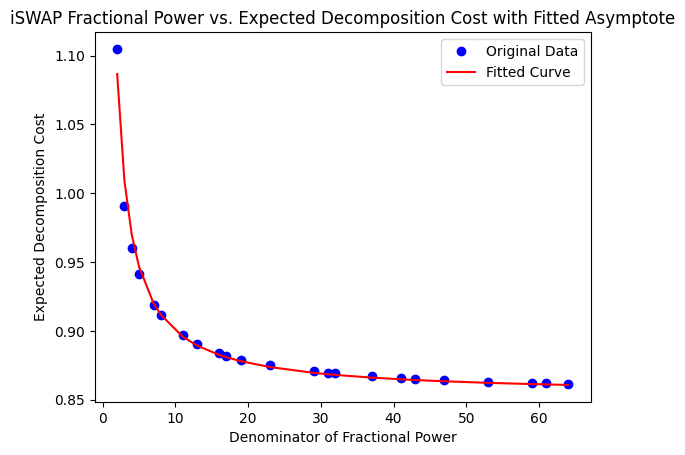 iSWAP Fractional Power vs. Expected Decomposition Cost with Fitted Asymptote
Original Data
Fitted Curve
Expected Decomposition Cost
1.10
1.05
1.00
0.95
0.90
0.85
0 10 20 30 40 50 60
Denominator of Fractional Power